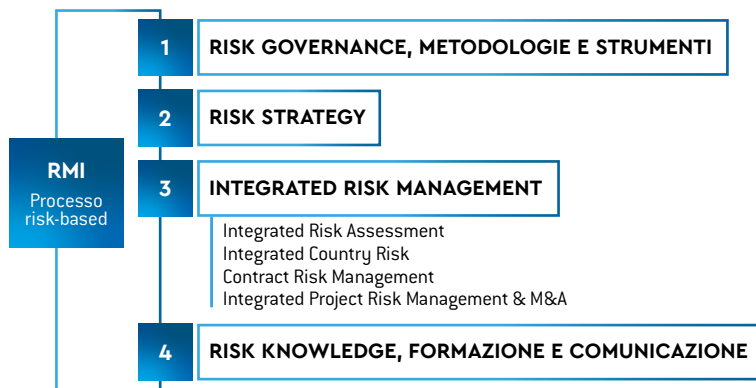 1
RISK GOVERNANCE, METODOLOGIE E STRUMENTI
2
RISK STRATEGY
RMI
Processo
risk-based
3
INTEGRATED RISK MANAGEMENT
Integrated Risk Assessment
Integrated Country Risk
Contract Risk Management
Integrated Project Risk Management & M&A
4
RISK KNOWLEDGE, FORMAZIONE E COMUNICAZIONE